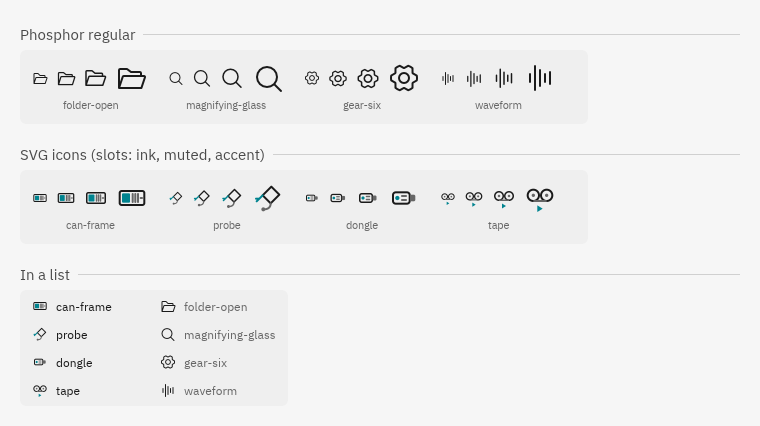 Phosphor regular
folder-open magnifying-glass gear-six waveform
SVG icons (slots: ink, muted, accent)
can-frame probe dongle tape
In a list
can-frame folder-open
probe magnifying-glass
dongle gear-six
tape waveform